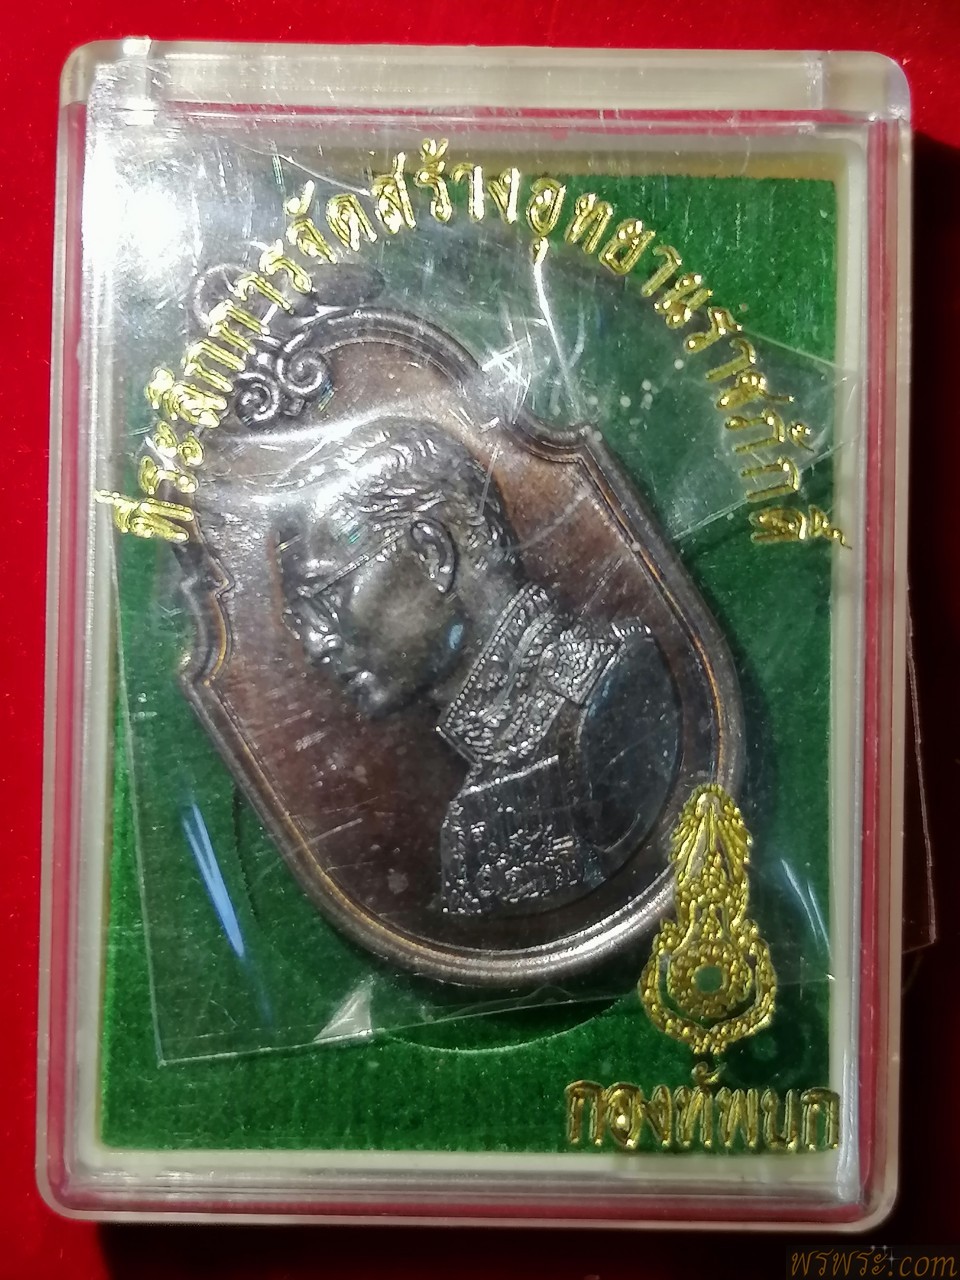 ที่ระลึกการจัดสร้างอุทยานราชภักดิ์
กองทัพบก
พรพระ.com